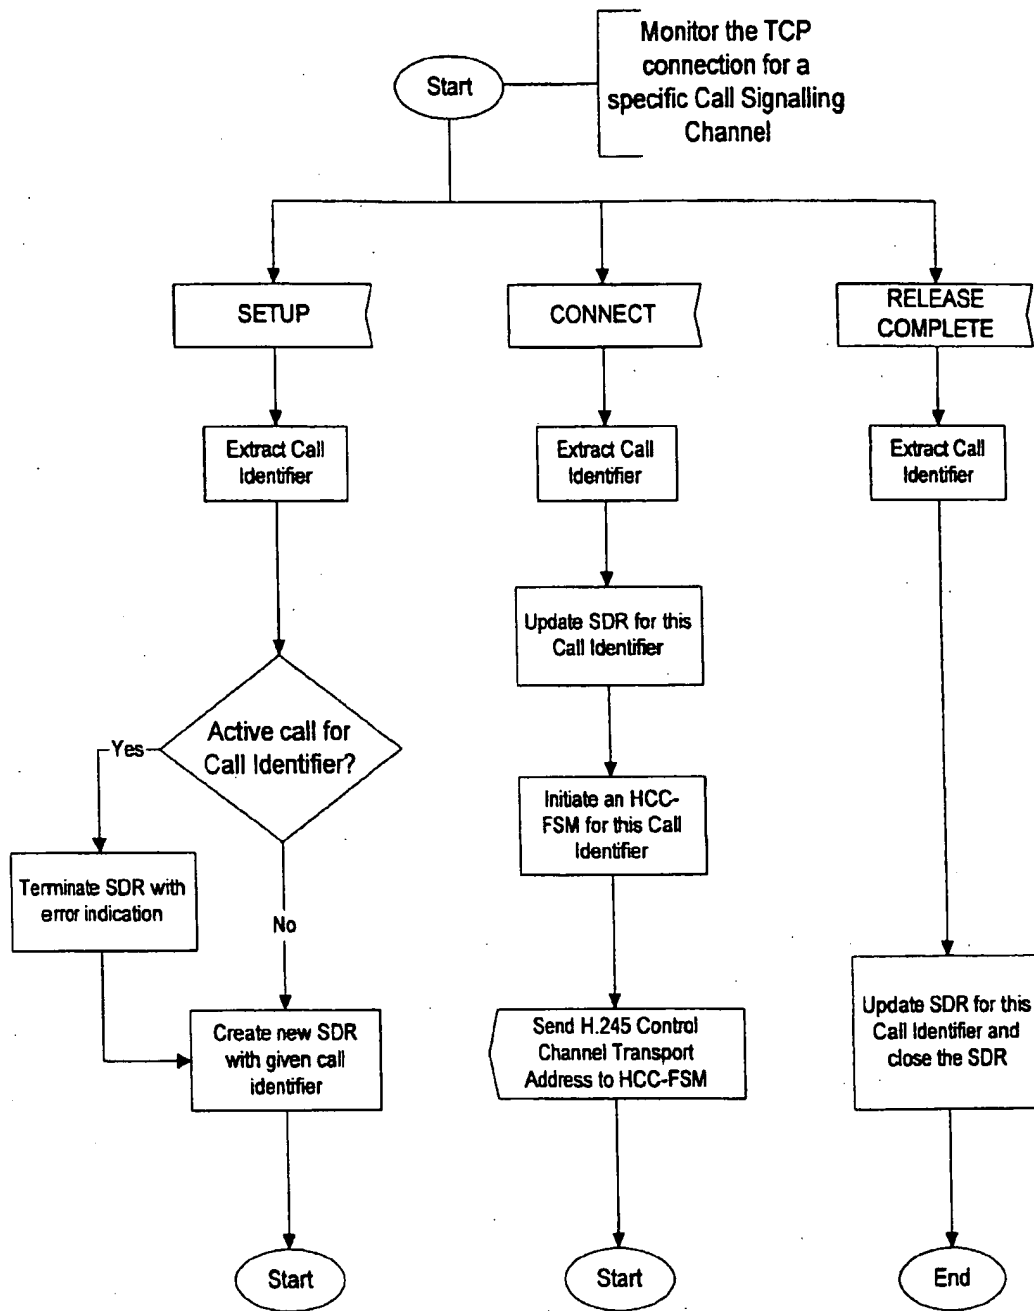 Start
Monitor the TCP
connection for a
specific Call Signalling
Channel
SETUP
CONNECT
RELEASE
COMPLETE
Extract Call
Identifier
Extract Call
Identifier
Extract Call
Identifier
Update SDR for this
Call Identifier
Active call for
Call Identifier?
Yes
No
Initiate an HCC-
FSM for this Call
Identifier
Terminate SDR with
error indication
Create new SDR
with given call
identifier
Send H.245 Control
Channel Transport
Address to HCC-FSM
Update SDR for this
Call Identifier and
close the SDR
Start
Start
End